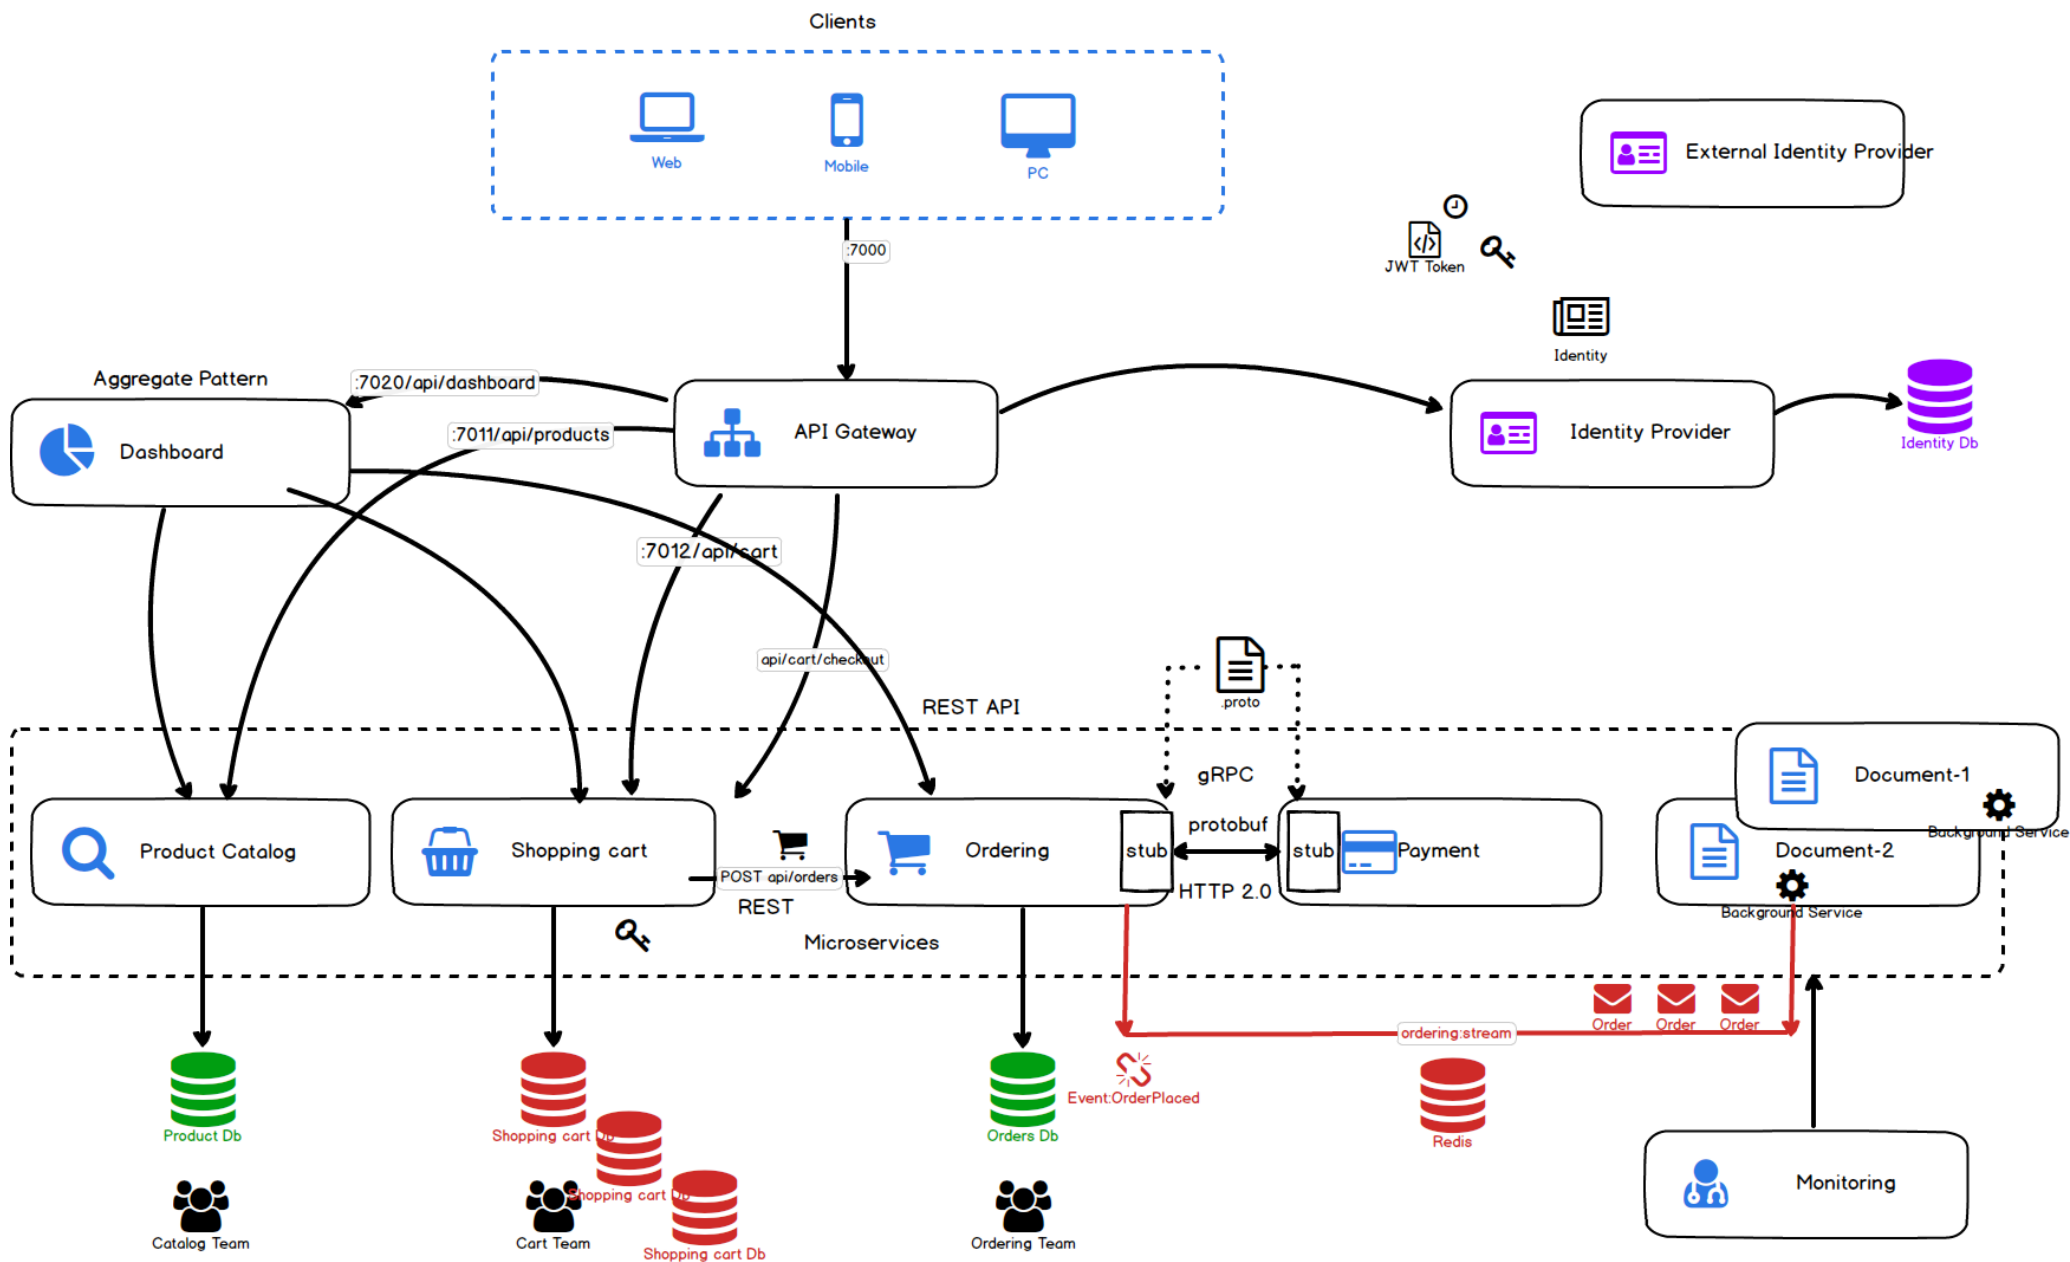 Clients
Web
Mobile
PC
External Identity Provider
:7000
JWT Token
Identity
Aggregate Pattern
:7020/api/dashboard
:7011/api/products
Dashboard
API Gateway
Identity Provider
Identity Db
:7012/api/cart
api/cart/checkout
REST API
.proto
gRPC
Document-1
Background Service
Product Catalog
Shopping cart
POST api/orders
REST
Ordering
stub
protobuf
HTTP 2.0
stub
Payment
Document-2
Background Service
Microservices
Order
Order
Order
ordering:stream
Event:OrderPlaced
Redis
Product Db
Shopping cart Db
Shopping cart Db
Shopping cart Db
Orders Db
Monitoring
Catalog Team
Cart Team
Ordering Team